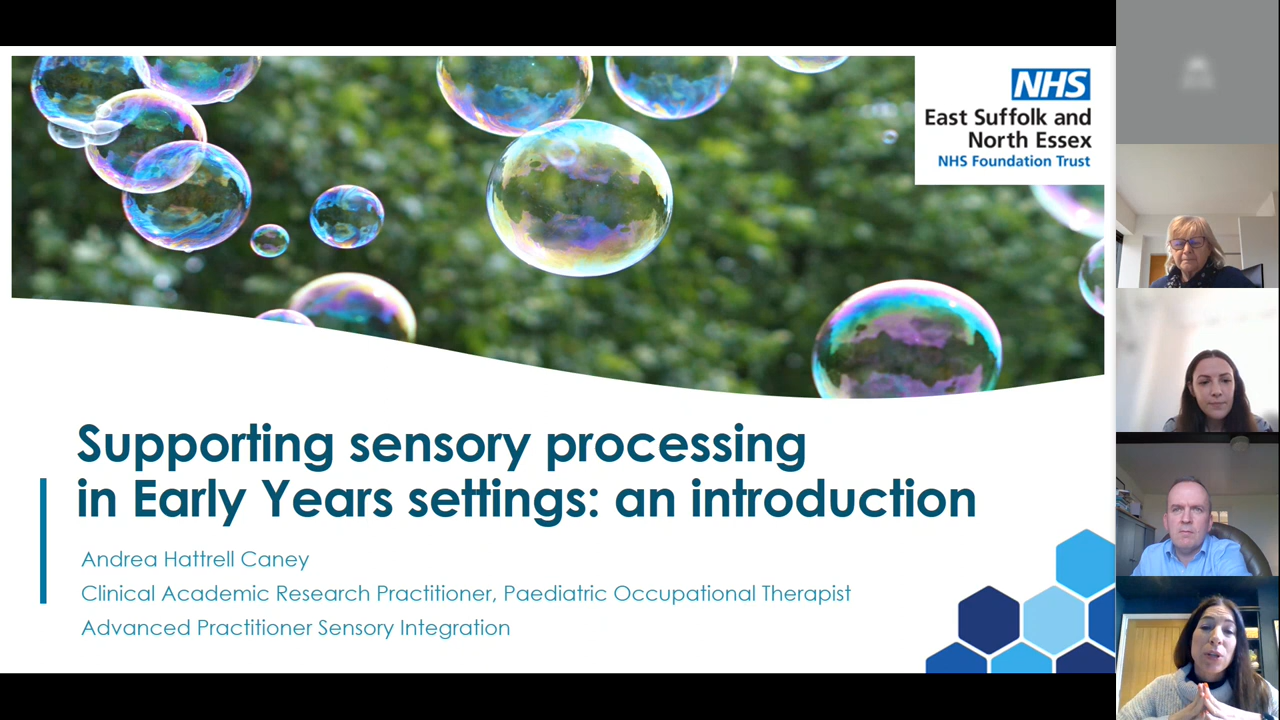 NHS
East Suffolk and
North Essex
NHS Foundation Trust
Supporting sensory processing
in Early Years settings: an introduction
Andrea Hattrell Caney
Clinical Academic Research Practitioner, Paediatric Occupational Therapist
Advanced Practitioner Sensory Integration